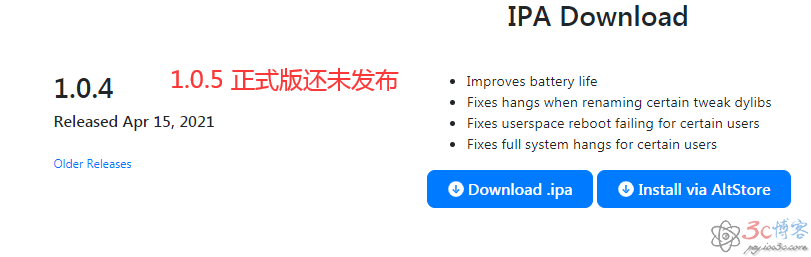 IPA Download
1.0.4
1.0.5 正式版还未发布
Released Apr 15, 2021
Older Releases
Improves battery life
Fixes hangs when renaming certain tweak dylibs
Fixes userspace reboot failing for certain users
Fixes full system hangs for certain users
Download .ipa
Install via AltStore
3c博客